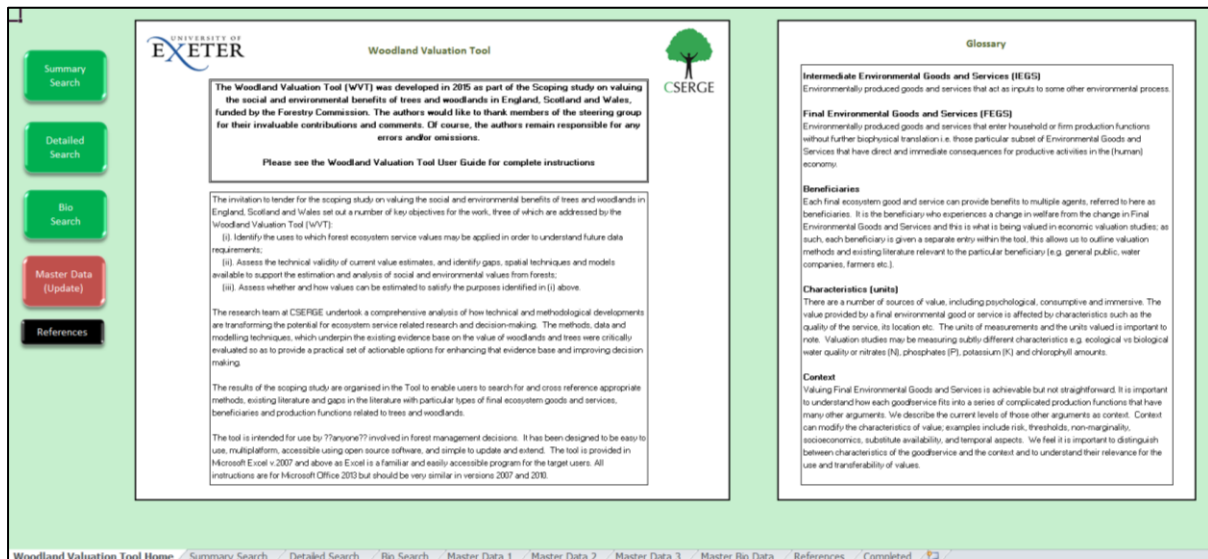 Summary
Search
Detailed
Search
Bio
Search
Master Data
(Update)
References
UNIVERSITY OF
EXETER
Woodland Valuation Tool
CSERGE
The Woodland Valuation Tool (WVT) was developed in 2015 as part of the Scoping study on valuing
the social and environmental benefits of trees and woodlands in England, Scotland and Wales,
funded by the Forestry Commission. The authors would like to thank members of the steering group
for their invaluable contributions and comments. Of course, the authors remain responsible for any
errors and/or omissions.
Please see the Woodland Valuation Tool User Guide for complete instructions
The invitation to tender for the scoping study on valuing the social and environmental benefits of trees and woodlands in
England, Scotland and Wales set out a number of key objectives for the work, three of which are addressed by the
Woodland Valuation Tool (WVT):
(i). Identify the uses to which forest ecosystem service values may be applied in order to understand future data
requirements;
(ii). Assess the technical validity of current value estimates, and identify gaps, spatial techniques and models
available to support the estimation and analysis of social and environmental values from forests;
(iii). Assess whether and how values can be estimated to satisfy the purposes identified in (i) above.
The research team at CSERGE undertook a comprehensive analysis of how technical and methodological developments
are transforming the potential for ecosystem service related research and decision-making. The methods, data and
modelling techniques, which underpin the existing evidence base on the value of woodlands and trees were critically
evaluated so as to provide a practical set of actionable options for enhancing that evidence base and improving decision
making.
The results of the scoping study are organised in the Tool to enable users to search for and cross reference appropriate
methods, existing literature and gaps in the literature with particular types of final ecosystem goods and services,
beneficiaries and production functions related to trees and woodlands.
The tool is intended for use by ??anyone?? involved in forest management decisions. It has been designed to be easy to
use, multiplatform, accessible using open source software, and simple to update and extend. The tool is provided in
Microsoft Excel v.2007 and above as Excel is a familiar and easily accessible program for the target users. All
instructions are for Microsoft Office 2013 but should be very similar in versions 2007 and 2010.
Glossary
Intermediate Environmental Goods and Services (IEGS)
Environmentally produced goods and services that act as inputs to some other environmental process.
Final Environmental Goods and Services (FEGS)
Environmentally produced goods and services that enter household or firm production functions
without further biophysical translation i.e. those particular subset of Environmental Goods and
Services that have direct and immediate consequences for productive activities in the (human)
economy.
Beneficiaries
Each final ecosystem good and service can provide benefits to multiple agents, referred to here as
beneficiaries. It is the beneficiary who experiences a change in welfare from the change in Final
Environmental Goods and Services and this is what is being valued in economic valuation studies; as
such, each beneficiary is given a separate entry within the tool, this allows us to outline valuation
methods and existing literature relevant to the particular beneficiary (e.g. general public, water
companies, farmers etc.).
Characteristics (units)
There are a number of sources of value, including psychological, consumptive and immersive. The
value provided by a final environmental good or service is affected by characteristics such as the
quality of the service, its location etc. The units of measurements and the units valued is important to
note. Valuation studies may be measuring subtly different characteristics e.g. ecological vs biological
water quality or nitrates (N), phosphates (P), potassium (K) and chlorophyll amounts.
Context
Valuing Final Environmental Goods and Services is achievable but not straightforward. It is important
to understand how each good/service fits into a series of complicated production functions that have
many other arguments. We describe the current levels of those other arguments as context. Context
can modify the characteristics of value; examples include risk, thresholds, non-marginality,
socioeconomics, substitute availability, and temporal aspects. We feel it is important to distinguish
between characteristics of the good/service and the context and to understand their relevance for the
use and transferability of values.
Woodland Valuation Tool Home Summary Search Detailed Search Bio Search Master Data 1 Master Data 2 Master Data 3 Master Bio Data References Completed